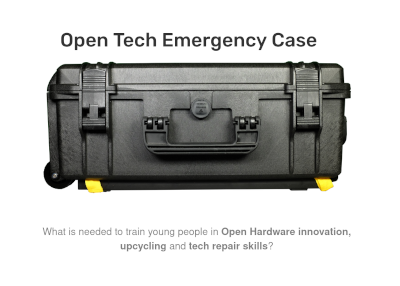 Open Tech Emergency Case
What is needed to train young people in Open Hardware innovation,
upcycling and tech repair skills?